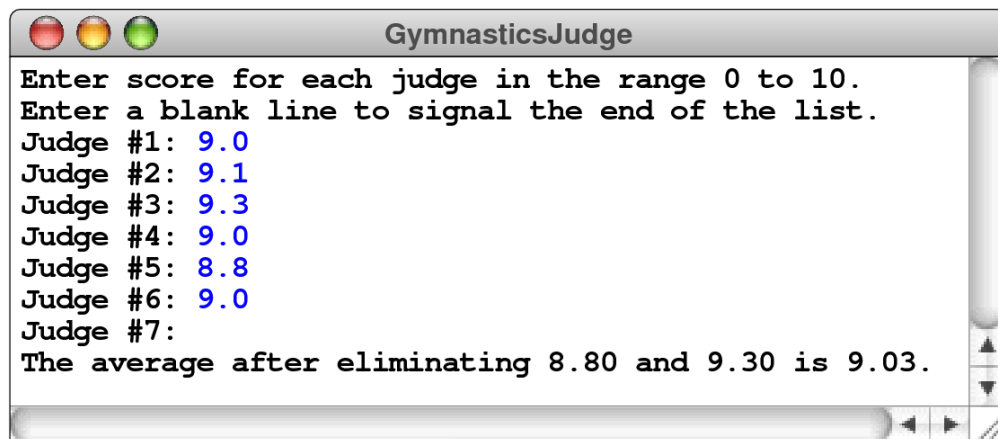 GymnasticsJudge
Enter score for each judge in the range 0 to 10.
Enter a blank line to signal the end of the list.
Judge #1: 9.0
Judge #2: 9.1
Judge #3: 9.3
Judge #4: 9.0
Judge #5: 8.8
Judge #6: 9.0
Judge #7:
The average after eliminating 8.80 and 9.30 is 9.03.